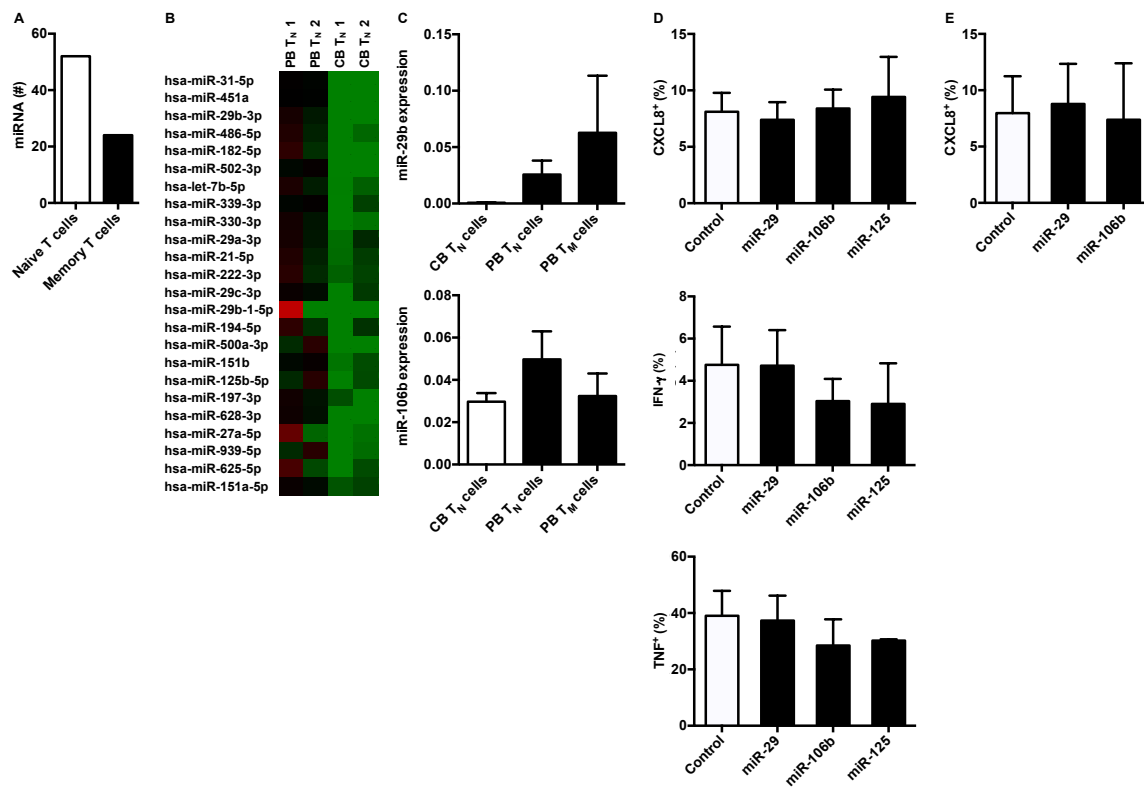 A
miRNA (#)
60
40
20
0
Naive T cells
Memory T cells
B
PB TN 1
PB TN 2
CB TN 1
CB TN 2
hsa-miR-31-5p
hsa-miR-451a
hsa-miR-29b-3p
hsa-miR-486-5p
hsa-miR-182-5p
hsa-miR-502-3p
hsa-let-7b-5p
hsa-miR-339-3p
hsa-miR-330-3p
hsa-miR-29a-3p
hsa-miR-21-5p
hsa-miR-222-3p
hsa-miR-29c-3p
hsa-miR-29b-1-5p
hsa-miR-194-5p
hsa-miR-500a-3p
hsa-miR-151b
hsa-miR-125b-5p
hsa-miR-197-3p
hsa-miR-628-3p
hsa-miR-27a-5p
hsa-miR-939-5p
hsa-miR-625-5p
hsa-miR-151a-5p
C
miR-29b expression
0.15
0.10
0.05
0.00
CB TN cells
PB TN cells
PB TM cells
miR-106b expression
0.08
0.06
0.04
0.02
0.00
CB TN cells
PB TN cells
PB TM cells
D
CXCL8+ (%)
15
10
5
0
Control
miR-29
miR-106b
miR-125
IFN-γ (%)
8
6
4
2
0
Control
miR-29
miR-106b
miR-125
TNF+ (%)
60
40
20
0
Control
miR-29
miR-106b
miR-125
E
CXCL8+ (%)
15
10
5
0
Control
miR-29
miR-106b